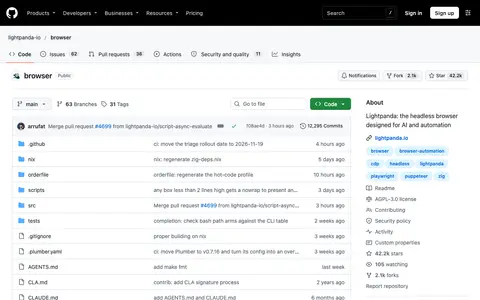 Product Developers Business Resources Pricing
Search
/
Sign in
Sign up
lightpanda-io / browser
Code
Issues 62
Pull requests 36
Actions
Security and quality 11
Insights
browser Public
Notifications
Fork 2.1k
Star 42.2k
main
63 Branches
31 Tags
Go to file
Code
arrufat Merge pull request #4699 from lightpanda-io/script-async-evaluate
3 hours ago
12,295 Commits
.github ci: move the triage rollout date to 2026-11-19 4 hours ago
nix nix: regenerate zig-deps.nix 5 days ago
orderfile orderfile: regenerate the hot-code profile 10 hours ago
scripts any box less than 2 lines high gets a nowrap to present an... 3 days ago
src Merge pull request #4699 from lightpanda-io/script-async-... 3 hours ago
tests completion: check bash path arms against the CLI table 2 weeks ago
.gitignore proper building on nix 3 weeks ago
.plumber.yaml ci: move Plumber to v0.7.16 and turn its config into an over... 3 weeks ago
AGENTS.md add make fmt last week
CLA.md contrib: add CLA signature process 2 years ago
CLAUDE.md add AGENTS.md and CLAUDE.md 6 months ago
About
Lightpanda: the headless browser
designed for AI and automation
lightpanda.io
browser browser-automation
cdp headless lightpanda
playwright puppeteer zig
Readme
AGPL-3.0 license
Contributing
Security policy
Activity
Custom properties
42.2k stars
105 watching
2.1k forks
Report repository